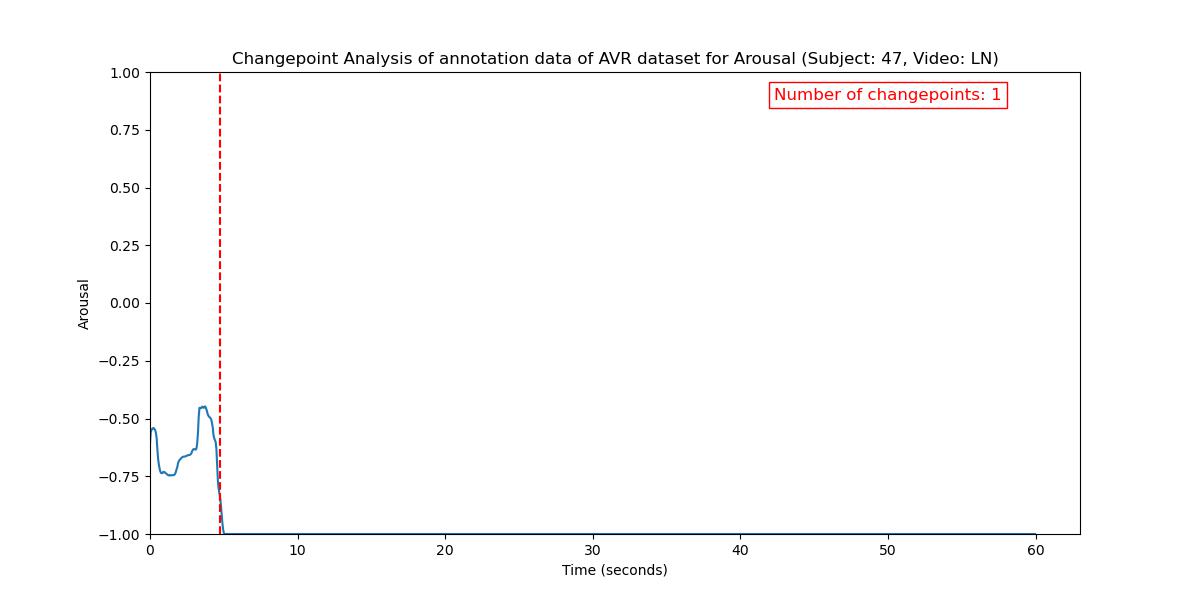 Changepoint Analysis of annotation data of AVR dataset for Arousal (Subject: 47, Video: LN)
Number of changepoints: 1
1.00
0.75
0.50
0.25
0.00
−0.25
−0.50
−0.75
−1.00
Arousal
0 10 20 30 40 50 60
Time (seconds)